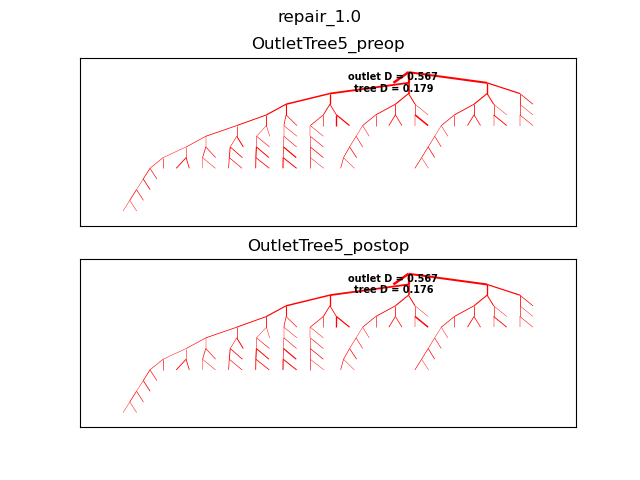 repair_1.0
OutletTree5_preop
outlet D = 0.567
tree D = 0.179
OutletTree5_postop
outlet D = 0.567
tree D = 0.176